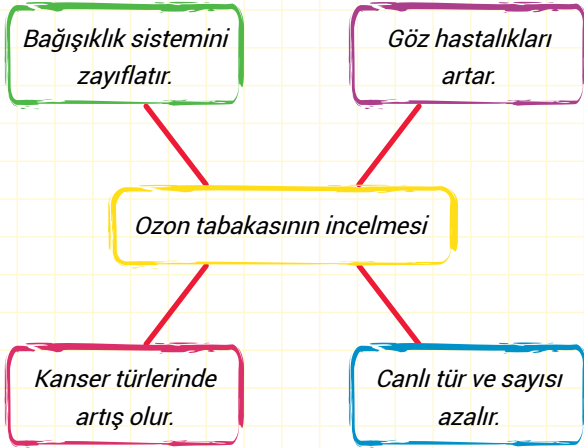 Bağışıklık sistemini
zayıflatır.
Göz hastalıkları
artar.
Ozon tabakasının incelmesi
Kanser türlerinde
artış olur.
Canlı tür ve sayısı
azalır.